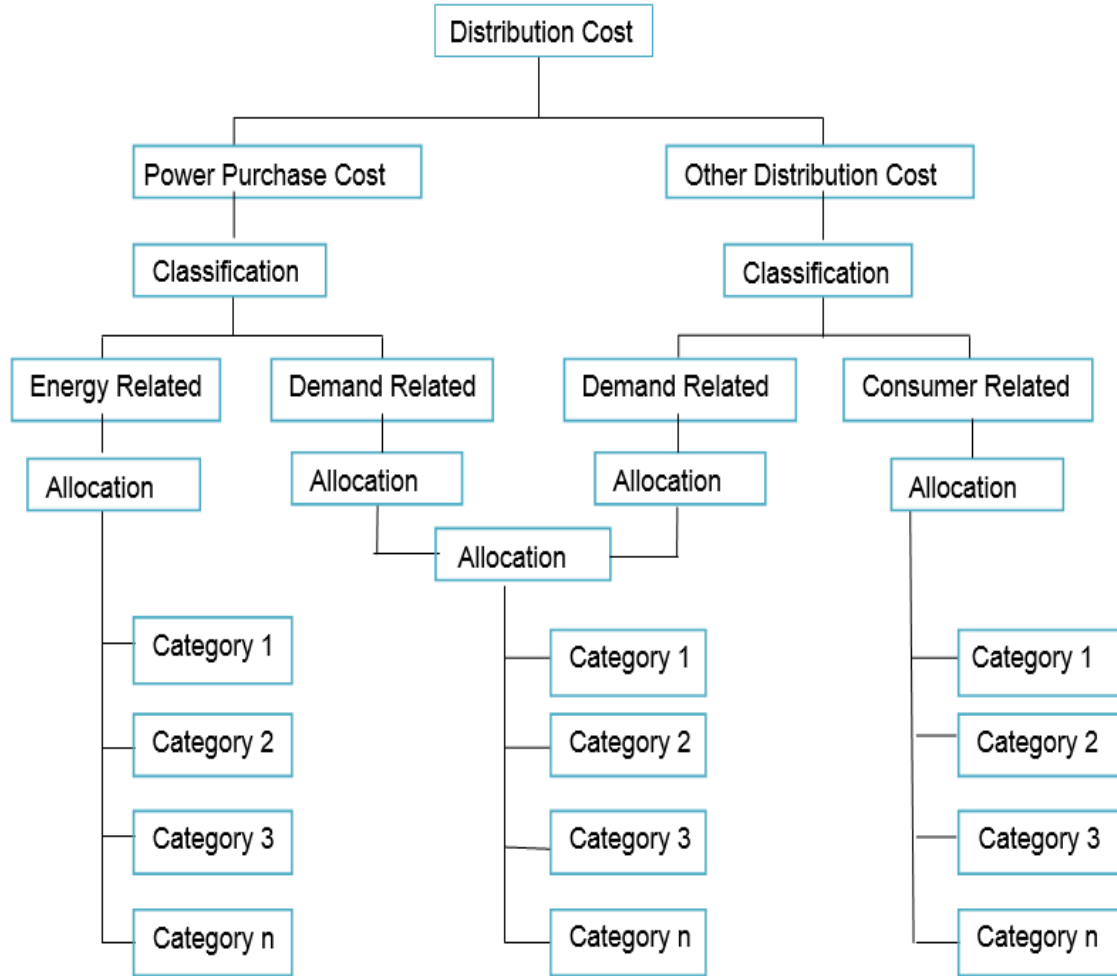 Distribution Cost
Power Purchase Cost
Other Distribution Cost
Classification
Classification
Energy Related
Demand Related
Demand Related
Consumer Related
Allocation
Allocation
Allocation
Allocation
Allocation
Category 1
Category 2
Category 3
Category n
Category 1
Category 2
Category 3
Category n
Category 1
Category 2
Category 3
Category n